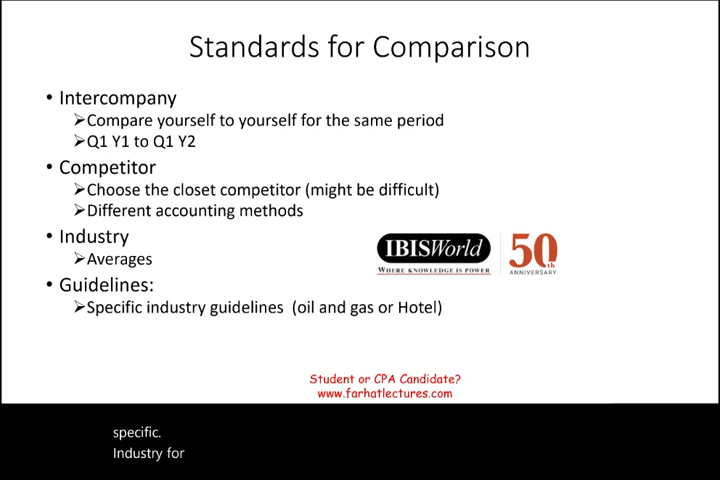 Standards for Comparison
• Intercompany
➢Compare yourself to yourself for the same period
➢Q1 Y1 to Q1 Y2
• Competitor
➢Choose the closet competitor (might be difficult)
➢Different accounting methods
• Industry
➢Averages
• Guidelines:
➢Specific industry guidelines  (oil and gas or Hotel)
IBISWorld
WHERE KNOWLEDGE IS POWER
50th
ANNIVERSARY
Student or CPA Candidate?
www.farhatlectures.com
specific.
Industry for